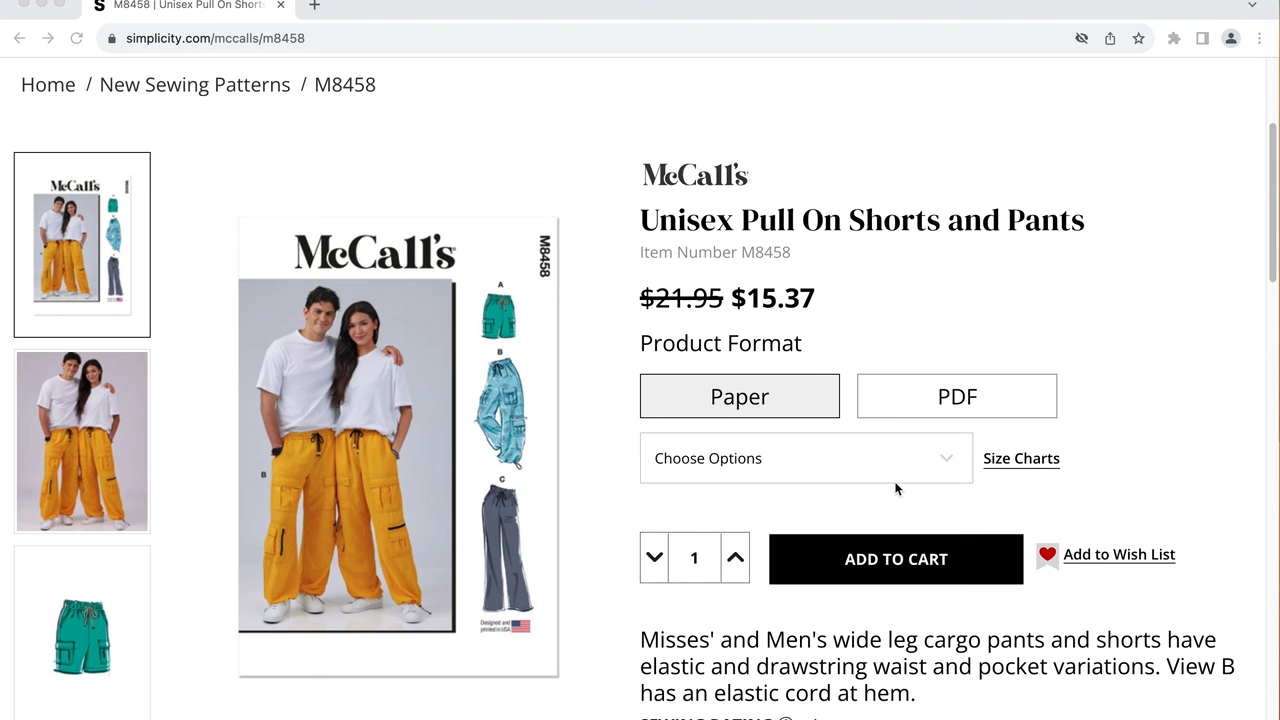 M8458 | Unisex Pull On Shorts
simplicity.com/mccalls/m8458
Home / New Sewing Patterns / M8458
McCall's
McCall's
M8458
A
B
C
B
Designed and
printed in USA
McCall's
Unisex Pull On Shorts and Pants
Item Number M8458
$21.95 $15.37
Product Format
Paper
PDF
Choose Options
Size Charts
1
ADD TO CART
Add to Wish List
Misses' and Men's wide leg cargo pants and shorts have
elastic and drawstring waist and pocket variations. View B
has an elastic cord at hem.